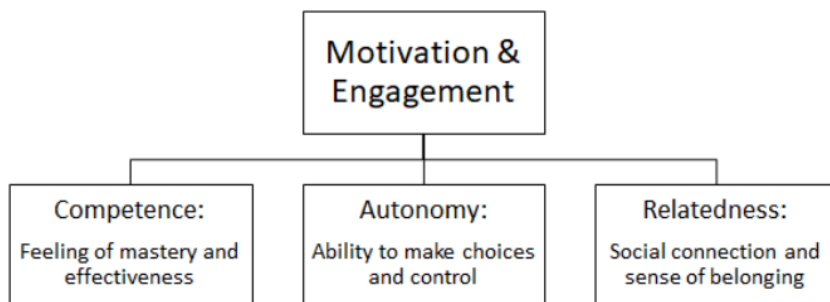 Motivation &
Engagement
Competence:
Feeling of mastery and
effectiveness
Autonomy:
Ability to make choices
and control
Relatedness:
Social connection and
sense of belonging